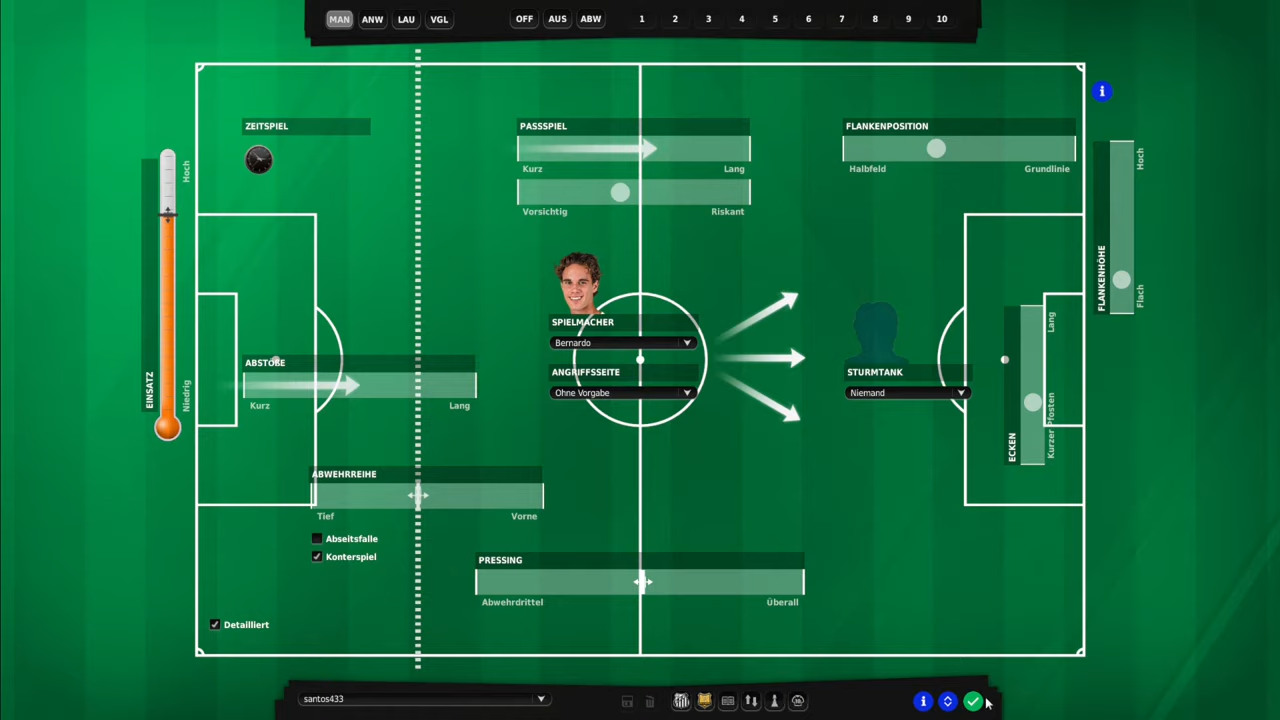 MAN ANW LAU VGL OFF AUS ABW 1 2 3 4 5 6 7 8 9 10
ZEITSPIEL
PASSSPIEL
Kurz Lang
Vorsichtig Riskant
FLANKENPOSITION
Halbfeld Grundlinie
EINSATZ
Hoch
Niedrig
FLANKENHÖHE
Hoch
Flach
SPIELMACHER
Bernardo
ANGRIFFSSEITE
Ohne Vorgabe
STURMTANK
Niemand
ABSTÖßE
Kurz Lang
ECKEN
Lang
Kurzer Pfosten
ABWEHRREIHE
Tief Vorne
Abseitsfalle
Konterspiel
PRESSING
Abwehrdrittel Überall
Detailliert
santos433